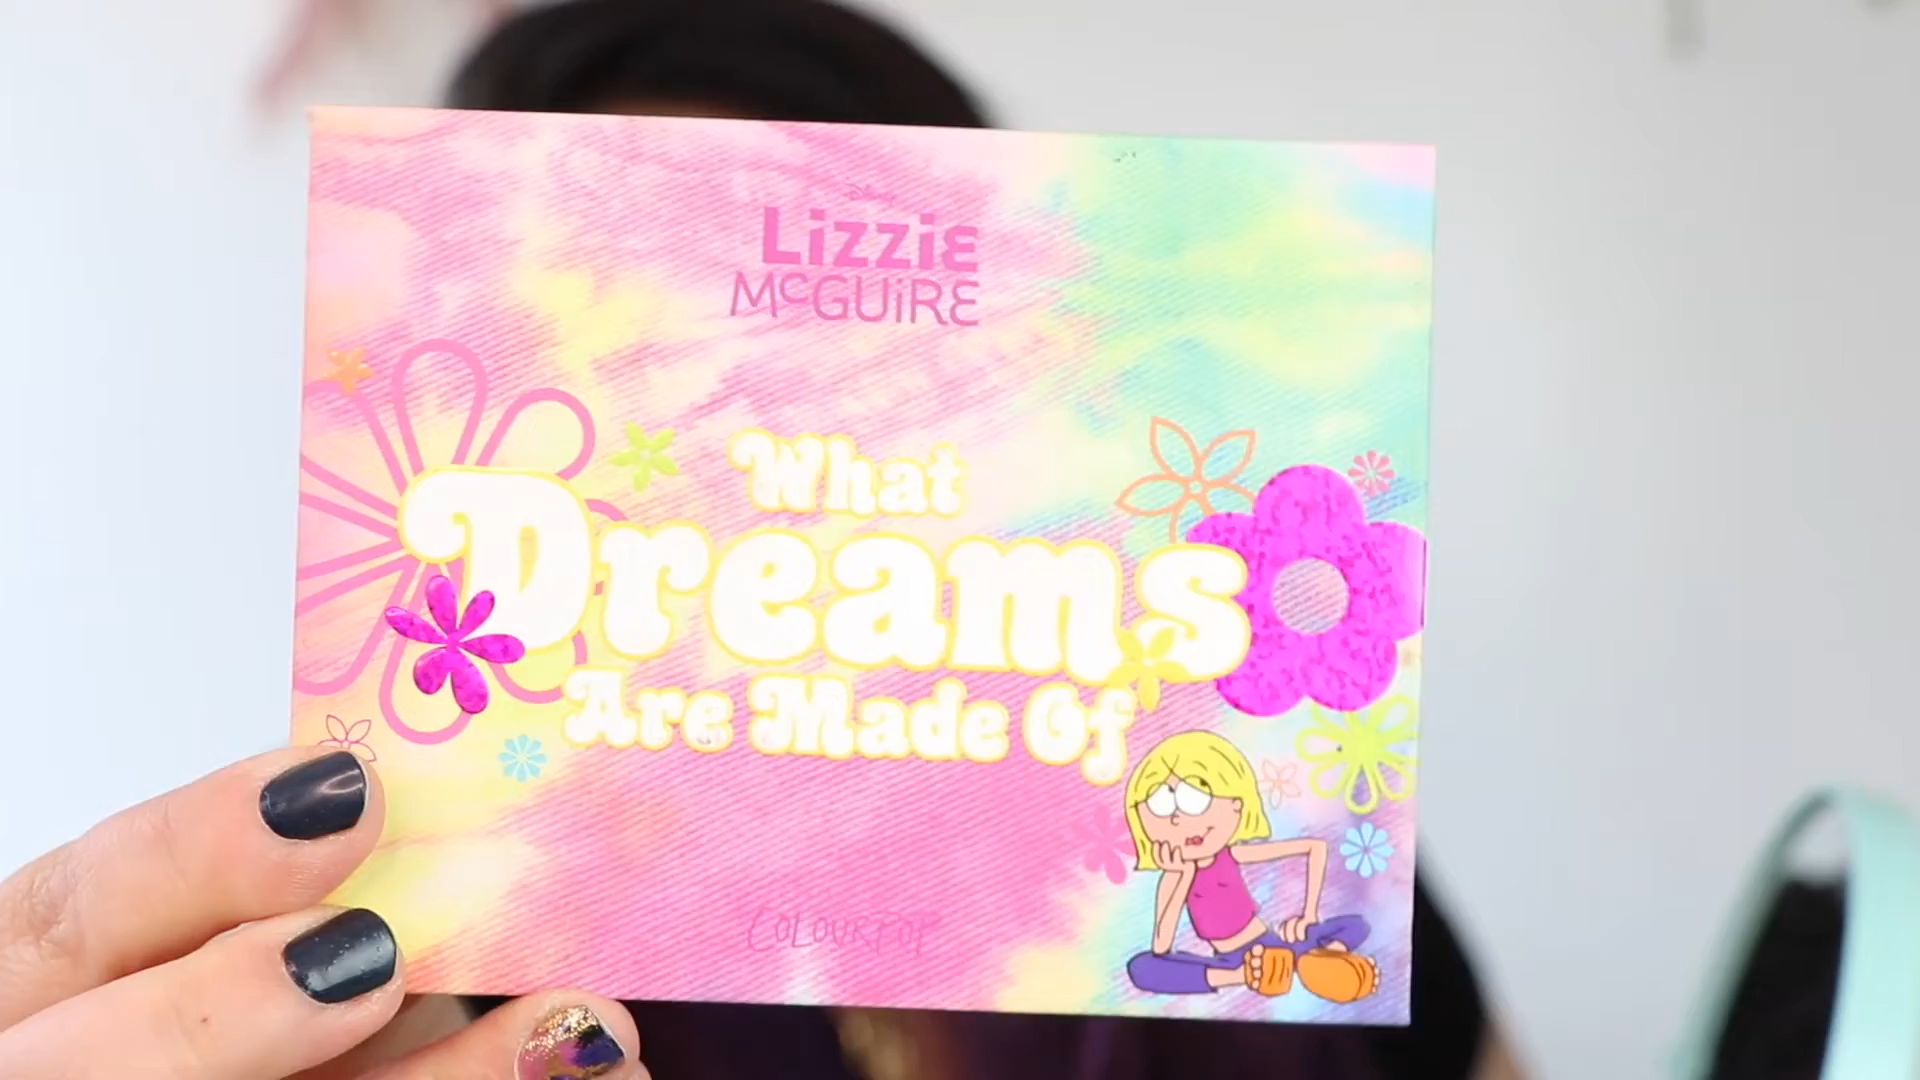 Disney
Lizzie
McGUiRE
What
Dreams
Are Made Of
COLOURPOP